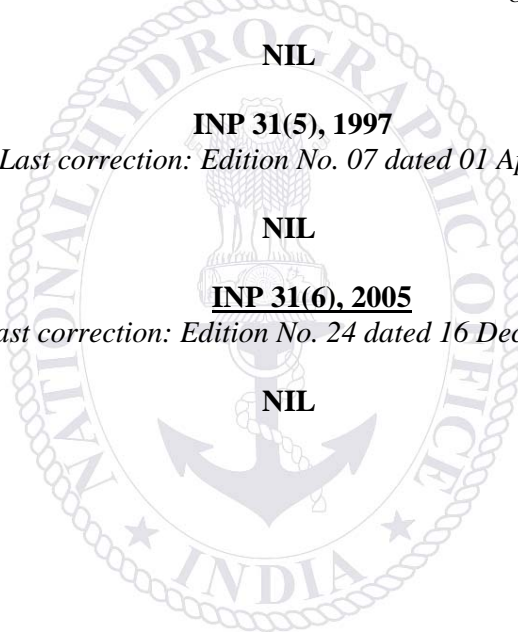 NIL
INP 31(5), 1997
Last correction: Edition No. 07 dated 01
NIL
INP 31(6), 2005
correction: Edition No. 24 dated 16
NIL
NATIONAL HYDROGRAPHIC OFFICE
INDIA